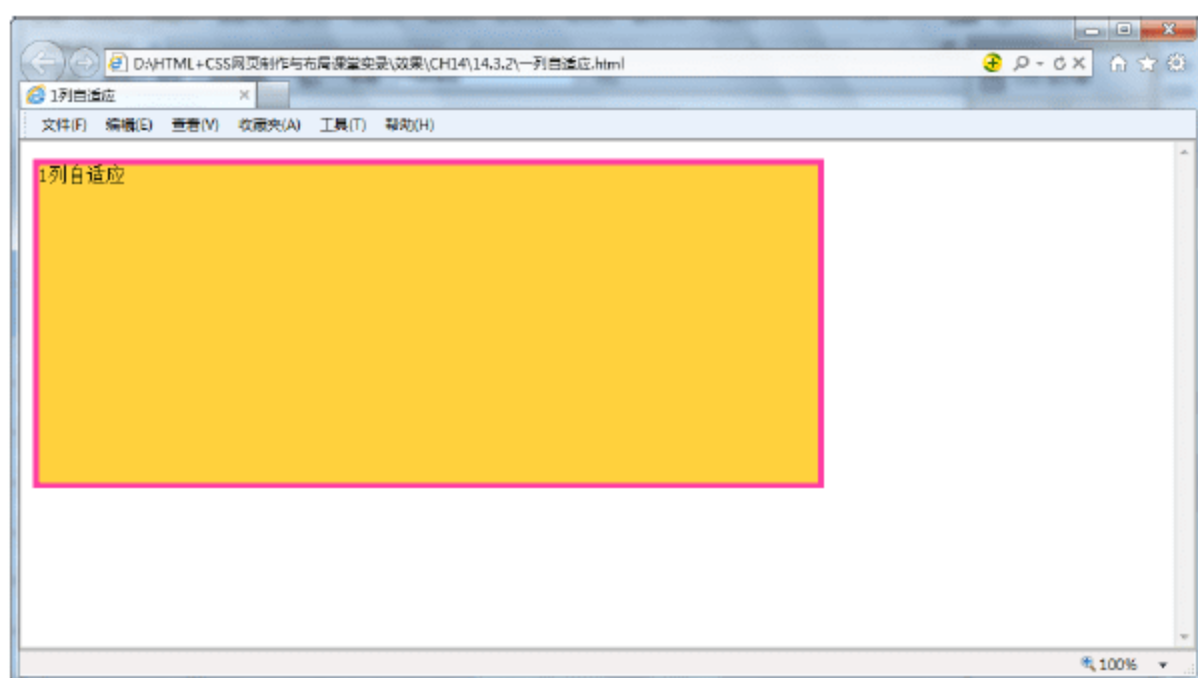 D:\HTML+CSS网页制作与布局课堂实录\效果\CH14\14.3.2\一列自适应.html
1列自适应
文件(F) 编辑(E) 查看(V) 收藏夹(A) 工具(T) 帮助(H)
1列自适应
100%